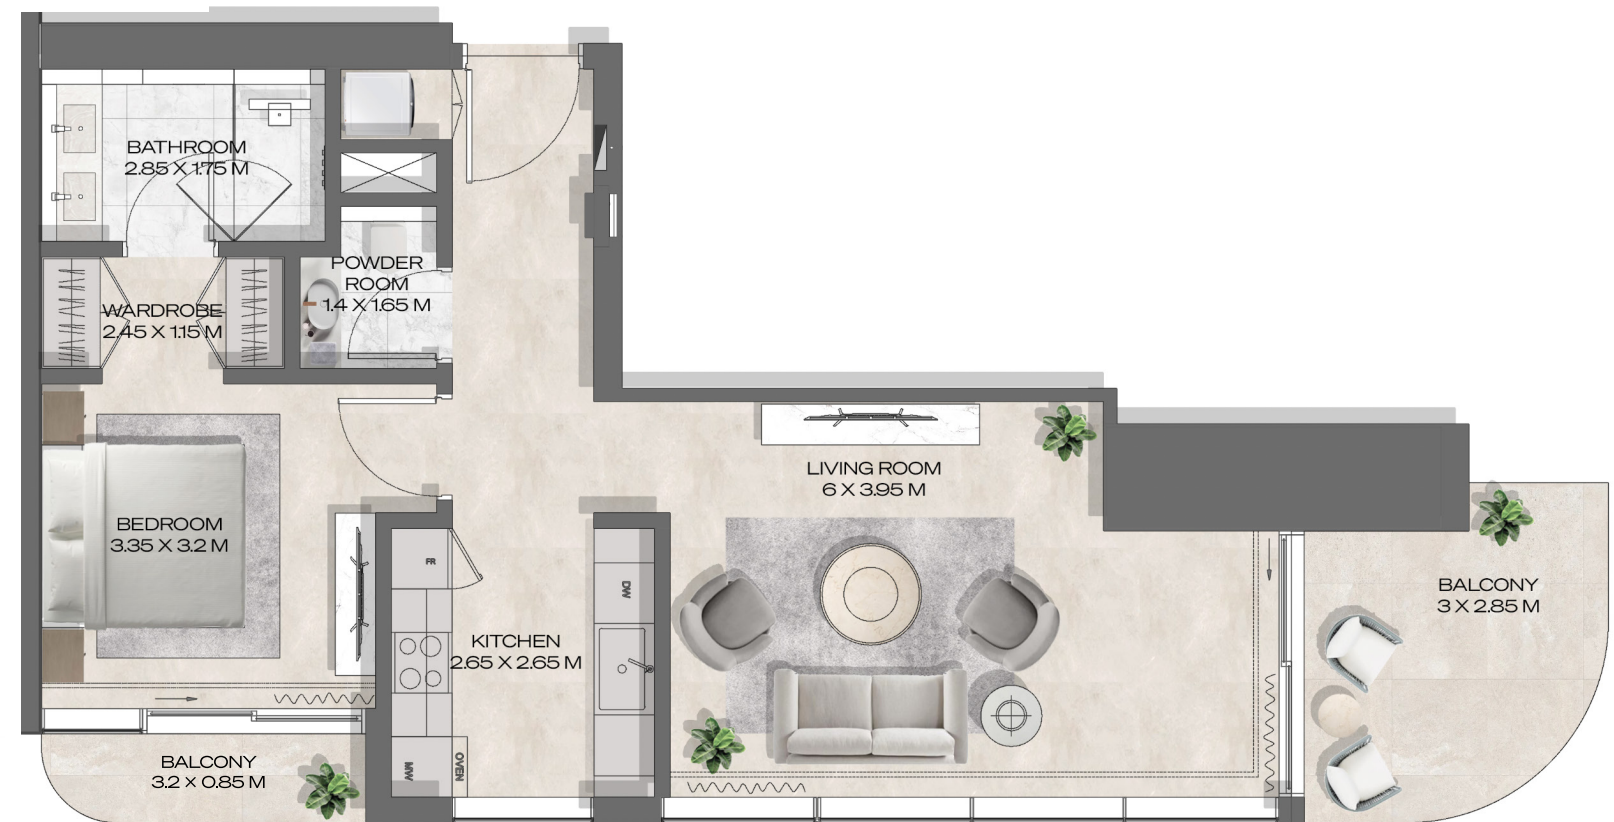 BATHROOM
2.85 X 1.75 M
POWDER
ROOM
1.4 X 1.65 M
WARDROBE
2.45 X 1.15 M
LIVING ROOM
6 X 3.95 M
BEDROOM
3.35 X 3.2 M
FR
DW
BALCONY
3 X 2.85 M
KITCHEN
2.65 X 2.65 M
BALCONY
3.2 X 0.85 M
MW
OVEN